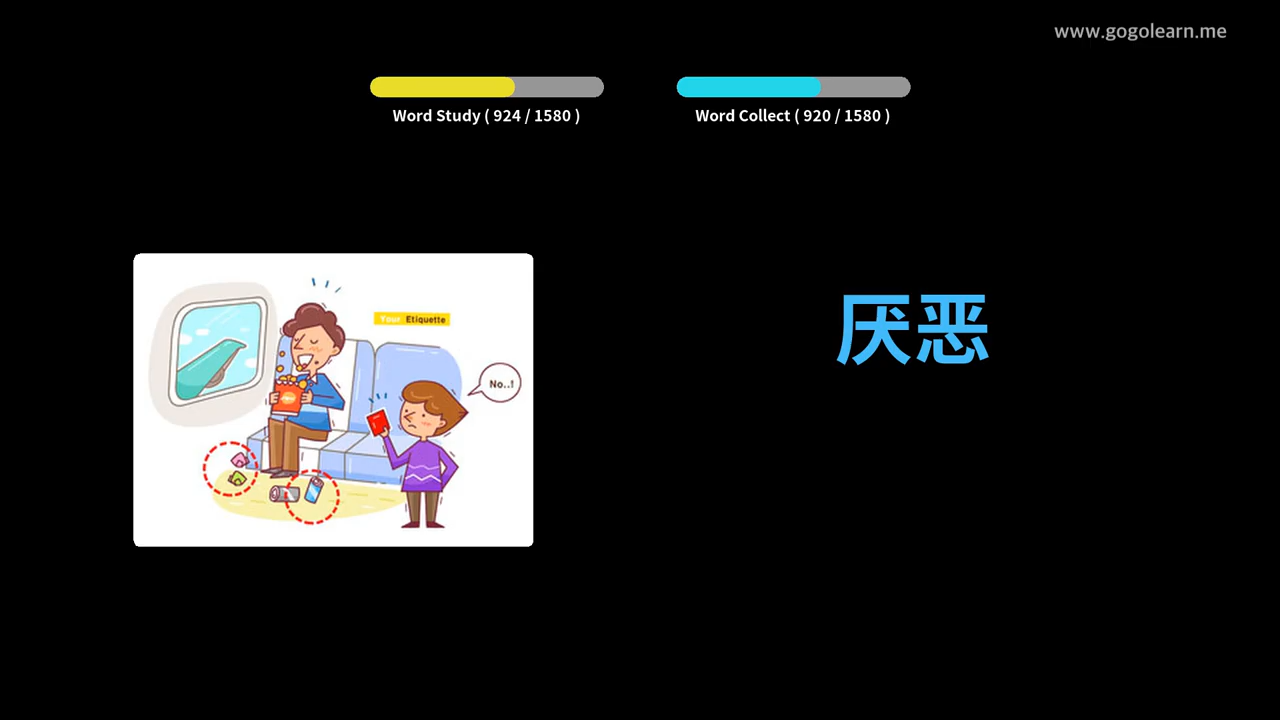 www.gogolearn.me
Word Study ( 924 / 1580 )
Word Collect ( 920 / 1580 )
Your Etiquette
No..!
厌恶